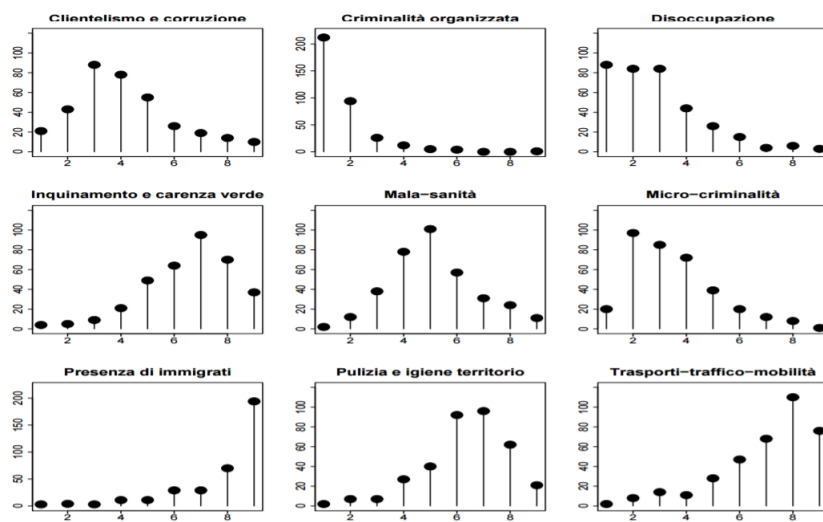 Clientelismo e corruzione
0 20 40 60 80 100
2 4 6 8
Criminalità organizzata
0 50 100 150 200
2 4 6 8
Disoccupazione
0 20 40 60 80 100
2 4 6 8
Inquinamento e carenza verde
0 20 40 60 80 100
2 4 6 8
Mala-sanità
0 20 40 60 80 100
2 4 6 8
Micro-criminalità
0 20 40 60 80 100
2 4 6 8
Presenza di immigrati
0 50 100 150 200
2 4 6 8
Pulizia e igiene territorio
0 20 40 60 80 100
2 4 6 8
Trasporti-traffico-mobilità
0 20 40 60 80 100
2 4 6 8